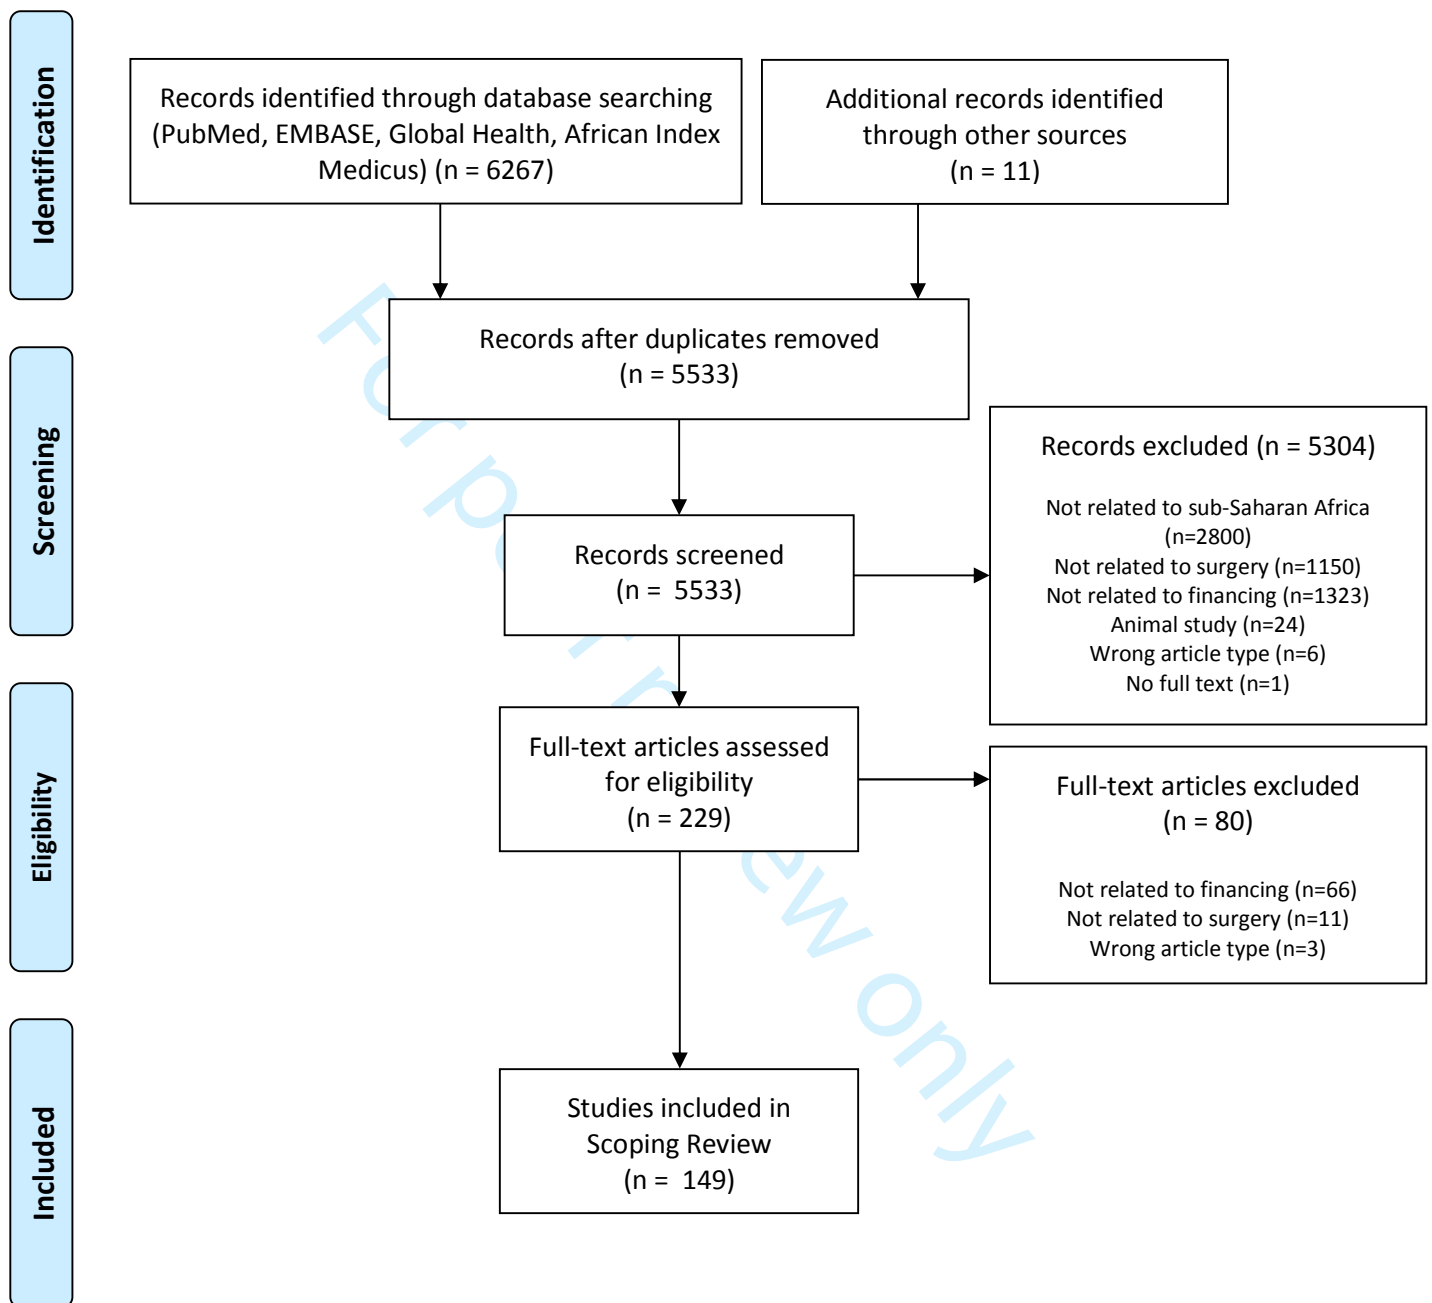 Identification
Records identified through database searching
(PubMed, EMBASE, Global Health, African Index
Medicus) (n = 6267)
Additional records identified
through other sources
(n = 11)
Records after duplicates removed
(n = 5533)
Screening
Records screened
(n =  5533)
Records excluded (n = 5304)
Not related to sub-Saharan Africa
(n=2800)
Not related to surgery (n=1150)
Not related to financing (n=1323)
Animal study (n=24)
Wrong article type (n=6)
No full text (n=1)
Eligibility
Full-text articles assessed
for eligibility
(n = 229)
Full-text articles excluded
(n = 80)
Not related to financing (n=66)
Not related to surgery (n=11)
Wrong article type (n=3)
Included
Studies included in
Scoping Review
(n =  149)
For peer review only